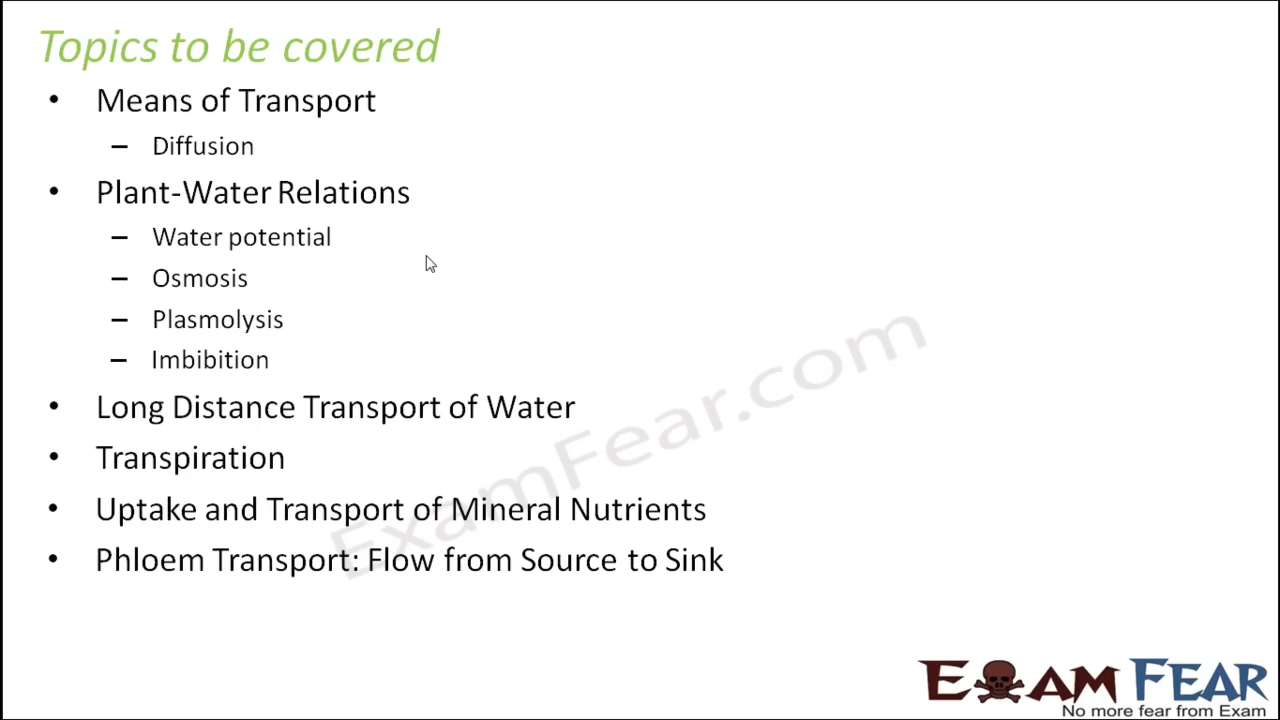 Topics to be covered
• Means of Transport
– Diffusion
• Plant-Water Relations
– Water potential
– Osmosis
– Plasmolysis
– Imbibition
• Long Distance Transport of Water
• Transpiration
• Uptake and Transport of Mineral Nutrients
• Phloem Transport: Flow from Source to Sink
ExamFear.com
EXAM FEAR
No more fear from Exam